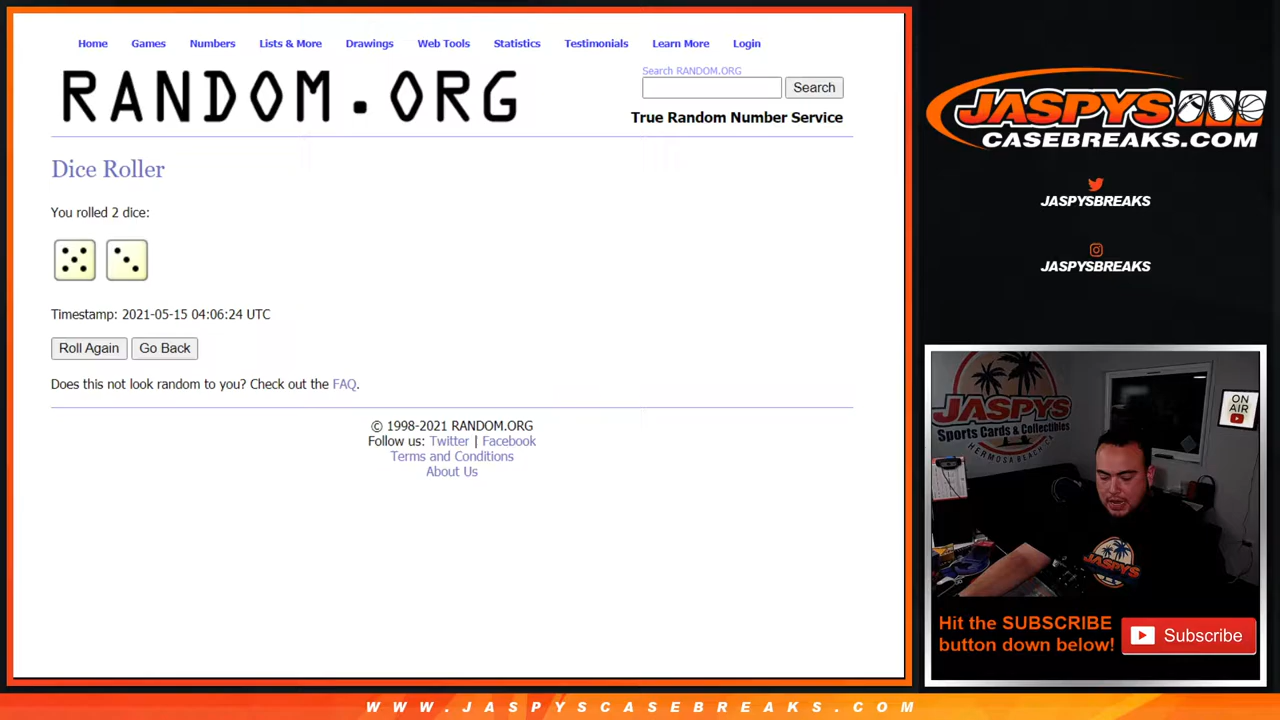 Home Games Numbers Lists & More Drawings Web Tools Statistics Testimonials Learn More Login
RANDOM.ORG
Search RANDOM.ORG
Search
True Random Number Service
Dice Roller
You rolled 2 dice:
Timestamp: 2021-05-15 04:06:24 UTC
Roll Again Go Back
Does this not look random to you? Check out the FAQ.
© 1998-2021 RANDOM.ORG
Follow us: Twitter | Facebook
Terms and Conditions
About Us
JASPYS
CASEBREAKS.COM
JASPYSBREAKS
JASPYSBREAKS
JASPYS
Sports Cards & Collectibles
HERMOSA BEACH, CA
ON
AIR
JASPYS
Hit the SUBSCRIBE
button down below!
Subscribe
WWW.JASPYSCASEBREAKS.COM